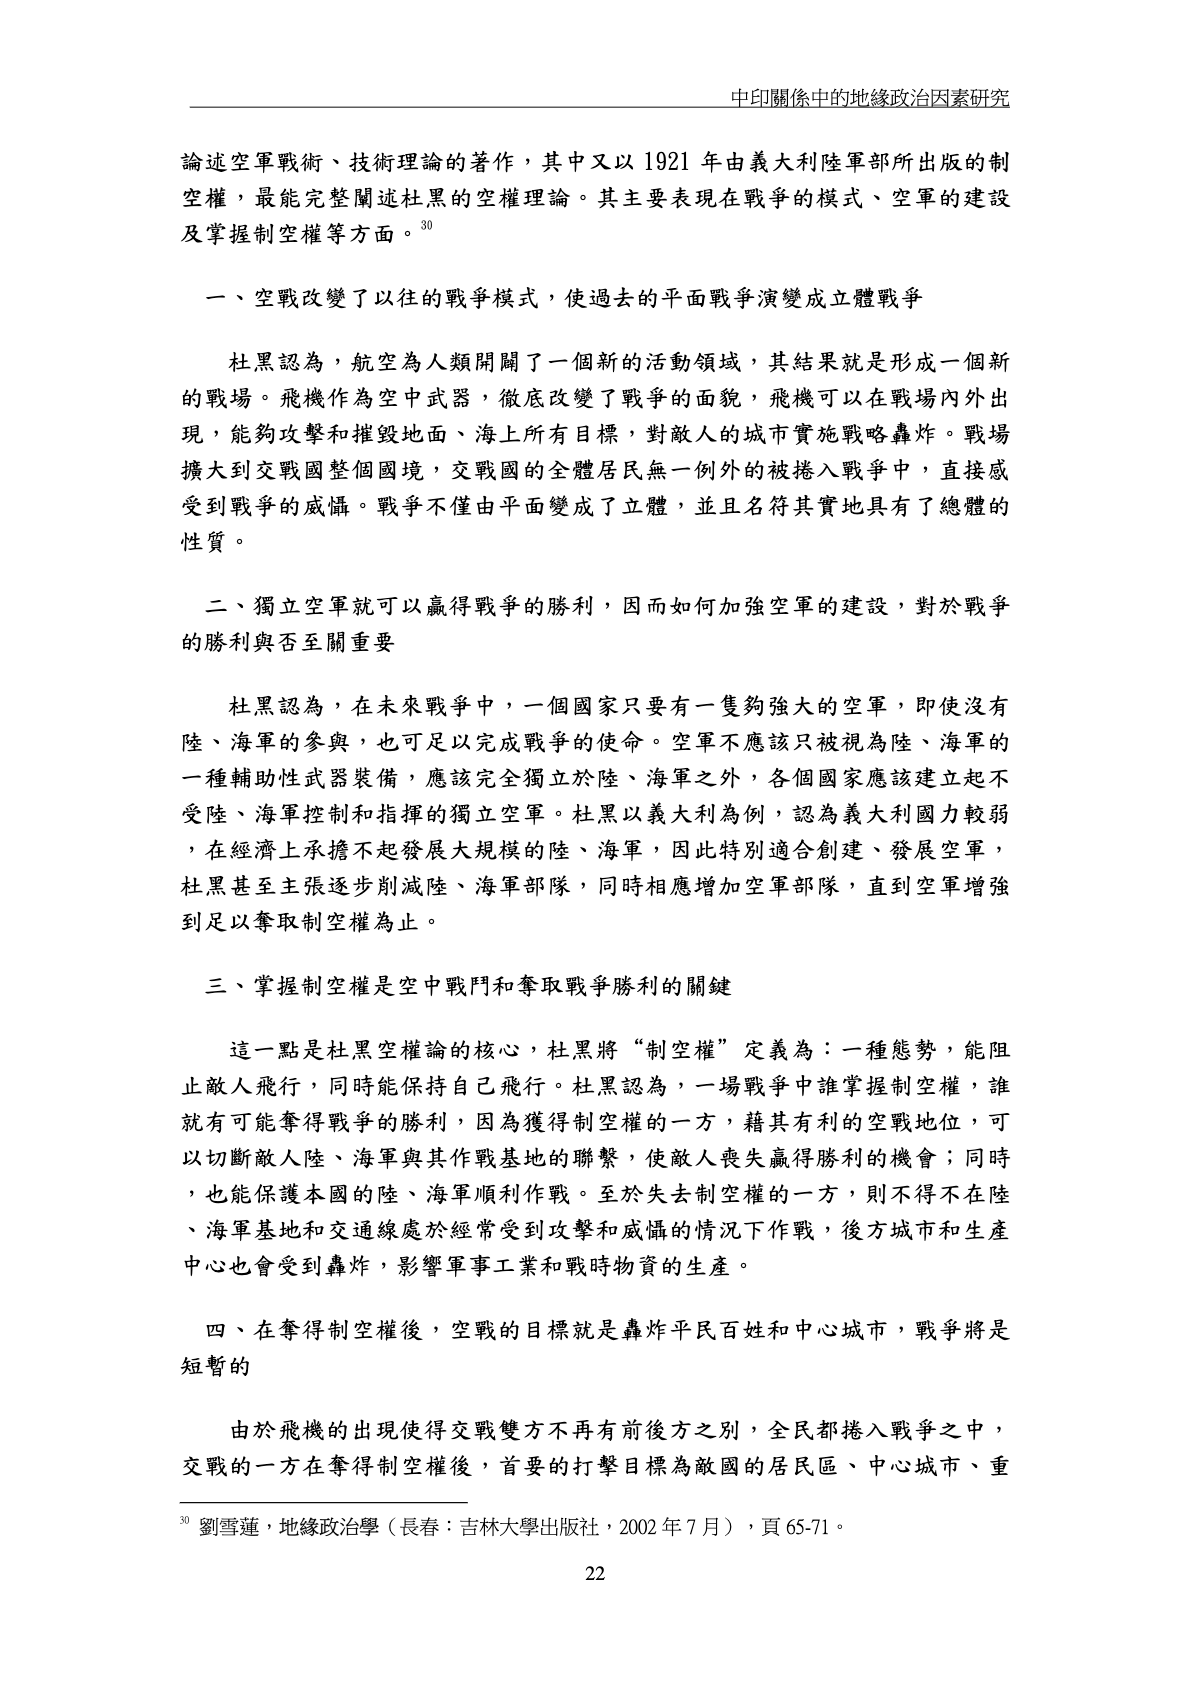 中印關係中的地緣政治因素研究
論述空軍戰術、技術理論的著作，其中又以 1921 年由義大利陸軍部所出版的制
空權，最能完整闡述杜黑的空權理論。其主要表現在戰爭的模式、空軍的建設
及掌握制空權等方面。30
一、空戰改變了以往的戰爭模式，使過去的平面戰爭演變成立體戰爭
杜黑認為，航空為人類開闢了一個新的活動領域，其結果就是形成一個新
的戰場。飛機作為空中武器，徹底改變了戰爭的面貌，飛機可以在戰場內外出
現，能夠攻擊和摧毀地面、海上所有目標，對敵人的城市實施戰略轟炸。戰場
擴大到交戰國整個國境，交戰國的全體居民無一例外的被捲入戰爭中，直接感
受到戰爭的威懾。戰爭不僅由平面變成了立體，並且名符其實地具有了總體的
性質。
二、獨立空軍就可以贏得戰爭的勝利，因而如何加強空軍的建設，對於戰爭
的勝利與否至關重要
杜黑認為，在未來戰爭中，一個國家只要有一隻夠強大的空軍，即使沒有
陸、海軍的參與，也可足以完成戰爭的使命。空軍不應該只被視為陸、海軍的
一種輔助性武器裝備，應該完全獨立於陸、海軍之外，各個國家應該建立起不
受陸、海軍控制和指揮的獨立空軍。杜黑以義大利為例，認為義大利國力較弱
，在經濟上承擔不起發展大規模的陸、海軍，因此特別適合創建、發展空軍，
杜黑甚至主張逐步削減陸、海軍部隊，同時相應增加空軍部隊，直到空軍增強
到足以奪取制空權為止。
三、掌握制空權是空中戰鬥和奪取戰爭勝利的關鍵
這一點是杜黑空權論的核心，杜黑將“制空權”定義為：一種態勢，能阻
止敵人飛行，同時能保持自己飛行。杜黑認為，一場戰爭中誰掌握制空權，誰
就有可能奪得戰爭的勝利，因為獲得制空權的一方，藉其有利的空戰地位，可
以切斷敵人陸、海軍與其作戰基地的聯繫，使敵人喪失贏得勝利的機會；同時
，也能保護本國的陸、海軍順利作戰。至於失去制空權的一方，則不得不在陸
、海軍基地和交通線處於經常受到攻擊和威懾的情況下作戰，後方城市和生產
中心也會受到轟炸，影響軍事工業和戰時物資的生產。
四、在奪得制空權後，空戰的目標就是轟炸平民百姓和中心城市，戰爭將是
短暫的
由於飛機的出現使得交戰雙方不再有前後方之別，全民都捲入戰爭之中，
交戰的一方在奪得制空權後，首要的打擊目標為敵國的居民區、中心城市、重
30 劉雪蓮，地緣政治學（長春：吉林大學出版社，2002 年 7 月），頁 65-71。
22